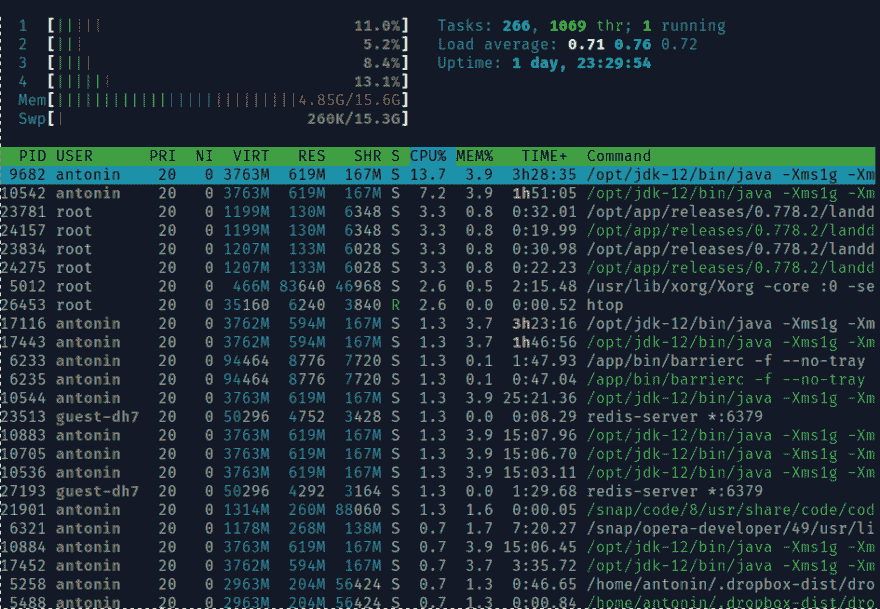 1 [||||| 11.0%] Tasks: 266, 1069 thr; 1 running
2 [||| 5.2%] Load average: 0.71 0.76 0.72
3 [|||| 8.4%] Uptime: 1 day, 23:29:54
4 [|||||| 13.1%]
Mem[||||||||||||||||||||||||||4.85G/15.6G]
Swp[| 260K/15.3G]
PID USER PRI NI VIRT RES SHR S CPU% MEM% TIME+ Command
9682 antonin 20 0 3763M 619M 167M S 13.7 3.9 3h28:35 /opt/jdk-12/bin/java -Xms1g -Xm
10542 antonin 20 0 3763M 619M 167M S 7.2 3.9 1h51:05 /opt/jdk-12/bin/java -Xms1g -Xm
23781 root 20 0 1199M 130M 6348 S 3.3 0.8 0:32.01 /opt/app/releases/0.778.2/landd
24157 root 20 0 1199M 130M 6348 S 3.3 0.8 0:19.99 /opt/app/releases/0.778.2/landd
23834 root 20 0 1207M 133M 6028 S 3.3 0.8 0:30.98 /opt/app/releases/0.778.2/landd
24275 root 20 0 1207M 133M 6028 S 3.3 0.8 0:22.23 /opt/app/releases/0.778.2/landd
5012 root 20 0 466M 83640 46968 S 2.6 0.5 2:15.48 /usr/lib/xorg/Xorg -core :0 -se
26453 root 20 0 35160 6240 3840 R 2.6 0.0 0:00.52 htop
17116 antonin 20 0 3762M 594M 167M S 1.3 3.7 3h23:16 /opt/jdk-12/bin/java -Xms1g -Xm
17443 antonin 20 0 3762M 594M 167M S 1.3 3.7 1h46:56 /opt/jdk-12/bin/java -Xms1g -Xm
6233 antonin 20 0 94464 8776 7720 S 1.3 0.1 1:47.93 /app/bin/barrierc -f --no-tray
6235 antonin 20 0 94464 8776 7720 S 1.3 0.1 0:47.04 /app/bin/barrierc -f --no-tray
10544 antonin 20 0 3763M 619M 167M S 1.3 3.9 25:21.36 /opt/jdk-12/bin/java -Xms1g -Xm
23513 guest-dh7 20 0 50296 4752 3428 S 1.3 0.0 0:08.29 redis-server *:6379
10883 antonin 20 0 3763M 619M 167M S 1.3 3.9 15:07.96 /opt/jdk-12/bin/java -Xms1g -Xm
10705 antonin 20 0 3763M 619M 167M S 1.3 3.9 15:06.70 /opt/jdk-12/bin/java -Xms1g -Xm
10536 antonin 20 0 3763M 619M 167M S 1.3 3.9 15:03.11 /opt/jdk-12/bin/java -Xms1g -Xm
27193 guest-dh7 20 0 50296 4292 3164 S 1.3 0.0 1:29.68 redis-server *:6379
21901 antonin 20 0 1314M 260M 88060 S 1.3 1.6 0:00.05 /snap/code/8/usr/share/code/cod
6321 antonin 20 0 1178M 268M 138M S 0.7 1.7 7:20.27 /snap/opera-developer/49/usr/li
10884 antonin 20 0 3763M 619M 167M S 0.7 3.9 15:06.45 /opt/jdk-12/bin/java -Xms1g -Xm
17452 antonin 20 0 3762M 594M 167M S 0.7 3.7 3:35.72 /opt/jdk-12/bin/java -Xms1g -Xm
5258 antonin 20 0 2963M 204M 56424 S 0.7 1.3 0:46.65 /home/antonin/.dropbox-dist/dro
5488 antonin 20 0 2963M 204M 56424 S 0.7 1.3 0:00.84 /home/antonin/.dropbox-dist/dro